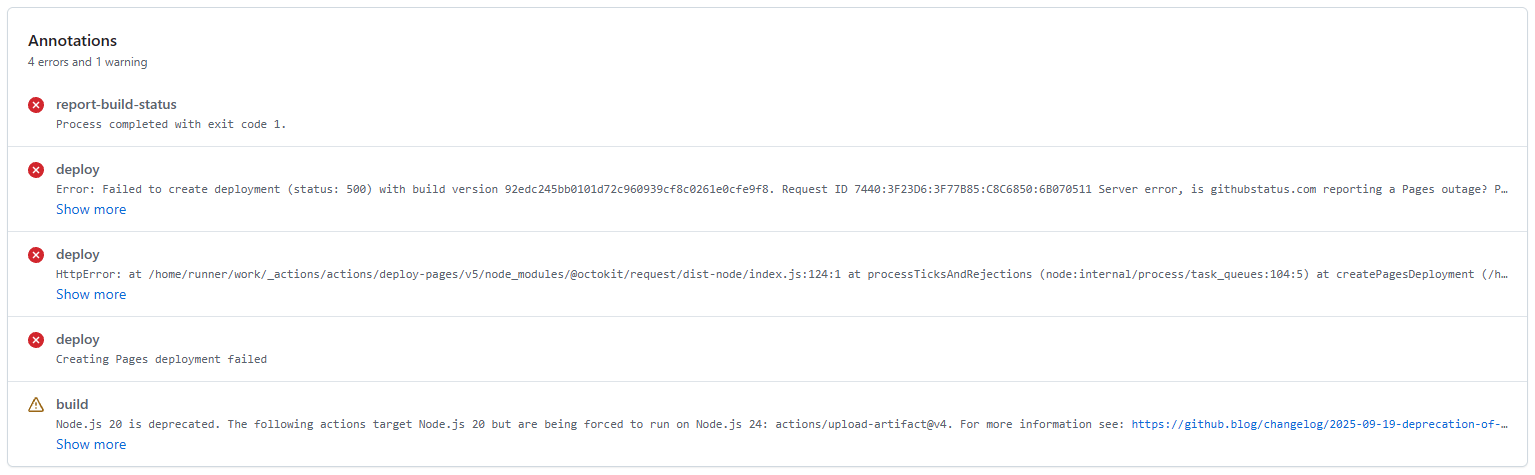 Annotations
4 errors and 1 warning
report-build-status
Process completed with exit code 1.
deploy
Error: Failed to create deployment (status: 500) with build version 92edc245bb0101d72c960939cf8c0261e0cfe9f8. Request ID 7440:3F23D6:3F77B85:C8C6850:6B070511 Server error, is githubstatus.com reporting a Pages outage? P…
Show more
deploy
HttpError: at /home/runner/work/_actions/actions/deploy-pages/v5/node_modules/@octokit/request/dist-node/index.js:124:1 at processTicksAndRejections (node:internal/process/task_queues:104:5) at createPagesDeployment (/h…
Show more
deploy
Creating Pages deployment failed
build
Node.js 20 is deprecated. The following actions target Node.js 20 but are being forced to run on Node.js 24: actions/upload-artifact@v4. For more information see: https://github.blog/changelog/2025-09-19-deprecation-of-…
Show more